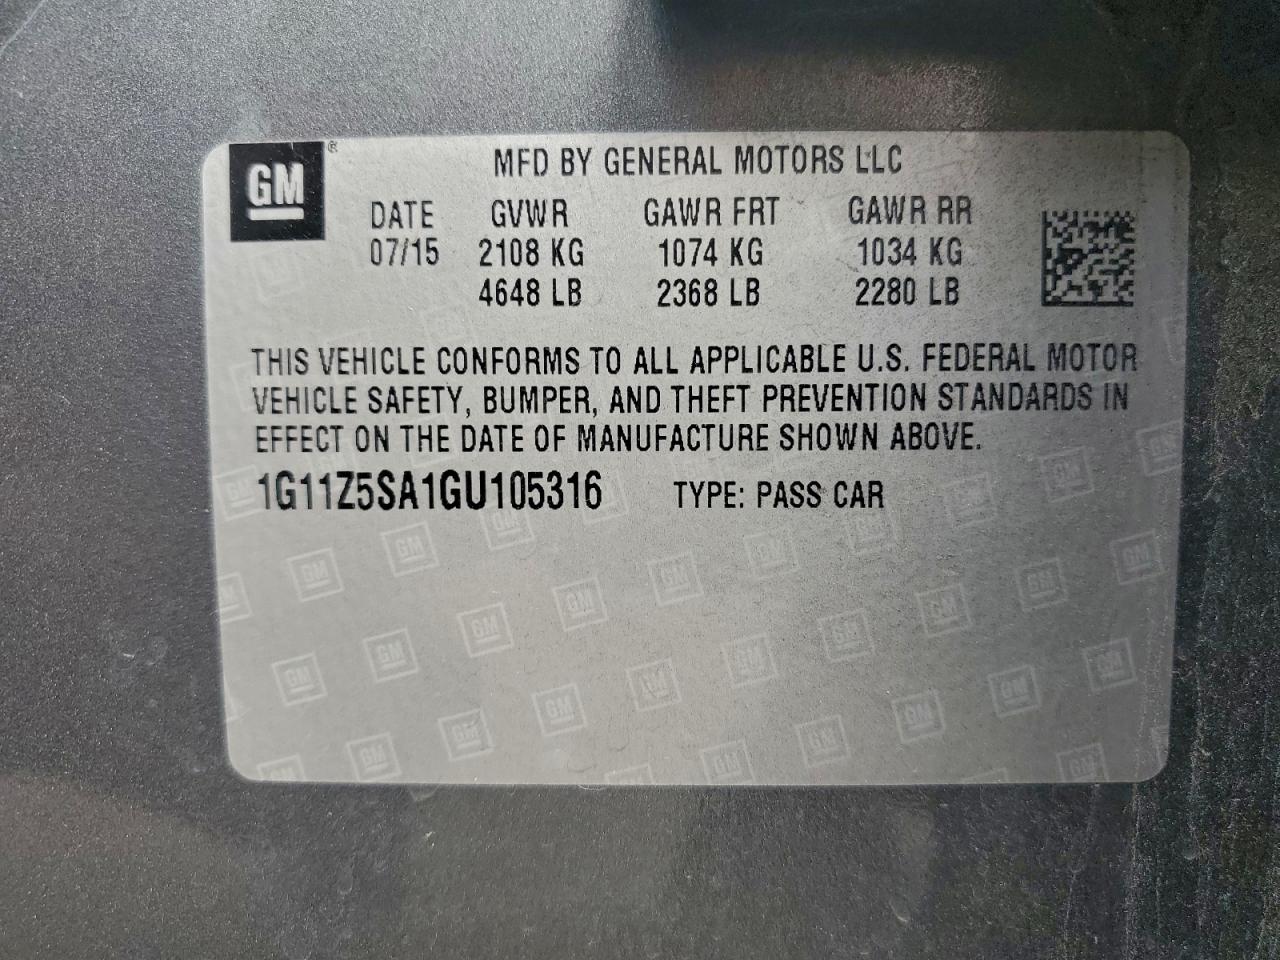 GM®
MFD BY GENERAL MOTORS LLC
DATE GVWR GAWR FRT GAWR RR
07/15 2108 KG 1074 KG 1034 KG
4648 LB 2368 LB 2280 LB
THIS VEHICLE CONFORMS TO ALL APPLICABLE U.S. FEDERAL MOTOR
VEHICLE SAFETY, BUMPER, AND THEFT PREVENTION STANDARDS IN
EFFECT ON THE DATE OF MANUFACTURE SHOWN ABOVE.
1G11Z5SA1GU105316 TYPE: PASS CAR